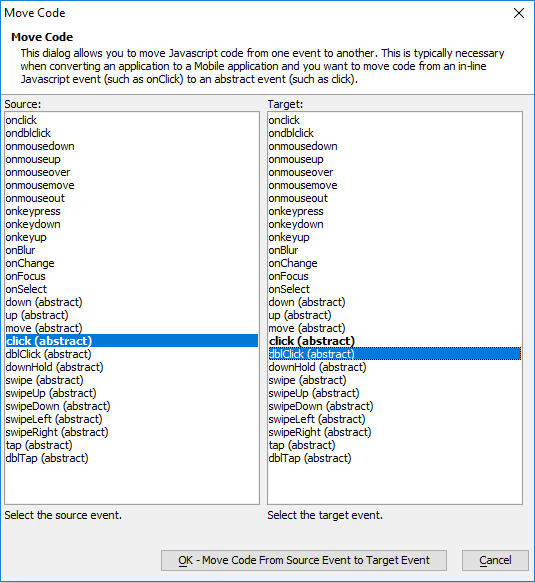 Move Code
Move Code
This dialog allows you to move Javascript code from one event to another. This is typically necessary
when converting an application to a Mobile application and you want to move code from an in-line
Javascript event (such as onClick) to an abstract event (such as click).
Source:
onclick
ondblclick
onmousedown
onmouseup
onmouseover
onmousemove
onmouseout
onkeypress
onkeydown
onkeyup
onBlur
onChange
onFocus
onSelect
down (abstract)
up (abstract)
move (abstract)
click (abstract)
dblClick (abstract)
downHold (abstract)
swipe (abstract)
swipeUp (abstract)
swipeDown (abstract)
swipeLeft (abstract)
swipeRight (abstract)
tap (abstract)
dblTap (abstract)
Select the source event.
Target:
onclick
ondblclick
onmousedown
onmouseup
onmouseover
onmousemove
onmouseout
onkeypress
onkeydown
onkeyup
onBlur
onChange
onFocus
onSelect
down (abstract)
up (abstract)
move (abstract)
click (abstract)
dblClick (abstract)
downHold (abstract)
swipe (abstract)
swipeUp (abstract)
swipeDown (abstract)
swipeLeft (abstract)
swipeRight (abstract)
tap (abstract)
dblTap (abstract)
Select the target event.
OK - Move Code From Source Event to Target Event
Cancel